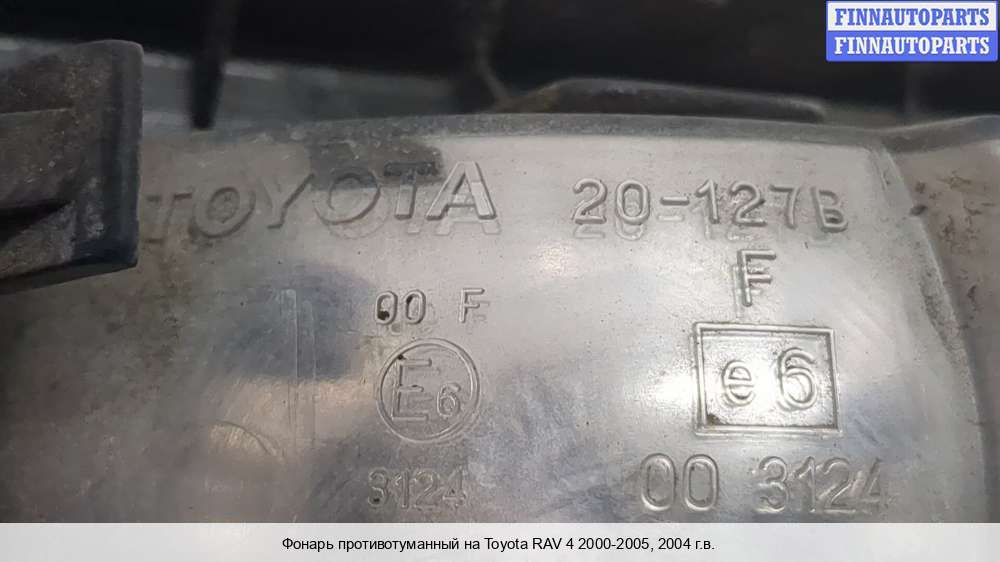 FINNAUTOPARTS
FINNAUTOPARTS
TOYOTA 20-127B
F
00 F
E6
e6
3124
00 3124
Фонарь противотуманный на Toyota RAV 4 2000-2005, 2004 г.в.